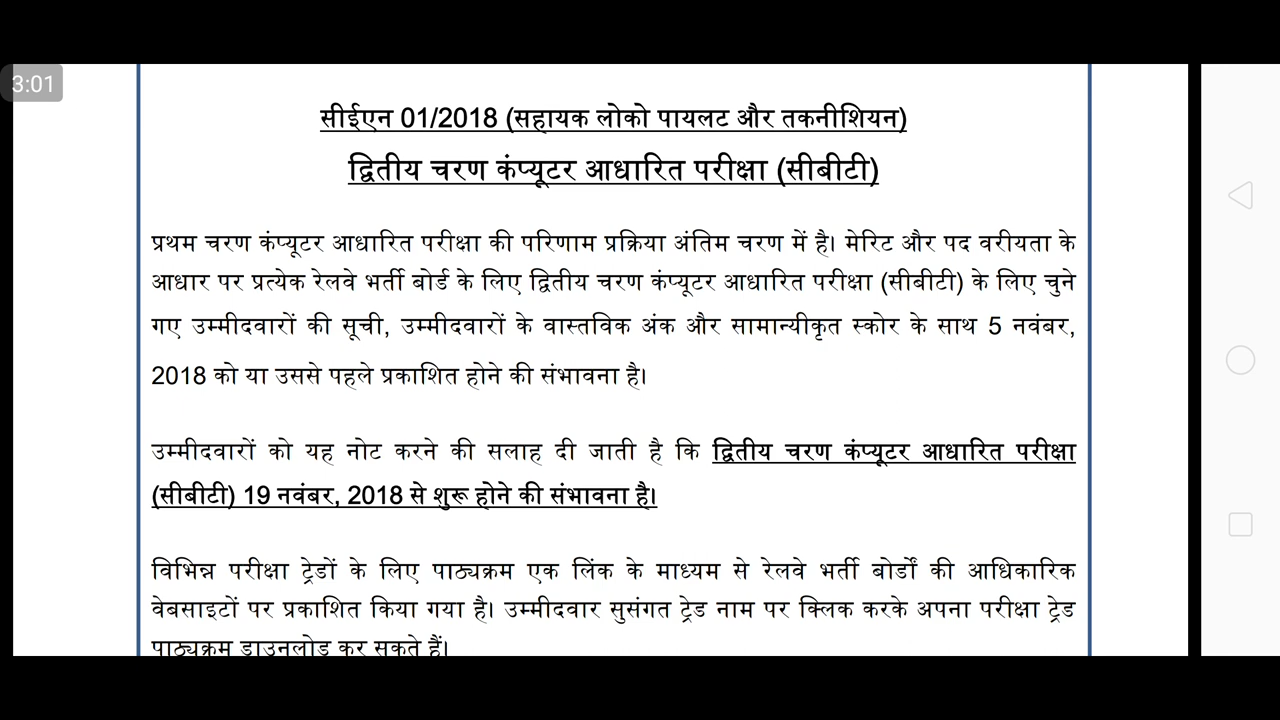 3:01
सीईएन 01/2018 (सहायक लोको पायलट और तकनीशियन)
द्वितीय चरण कंप्यूटर आधारित परीक्षा (सीबीटी)
प्रथम चरण कंप्यूटर आधारित परीक्षा की परिणाम प्रक्रिया अंतिम चरण में है। मेरिट और पद वरीयता के
आधार पर प्रत्येक रेलवे भर्ती बोर्ड के लिए द्वितीय चरण कंप्यूटर आधारित परीक्षा (सीबीटी) के लिए चुने
गए उम्मीदवारों की सूची, उम्मीदवारों के वास्तविक अंक और सामान्यीकृत स्कोर के साथ 5 नवंबर,
2018 को या उससे पहले प्रकाशित होने की संभावना है।
उम्मीदवारों को यह नोट करने की सलाह दी जाती है कि द्वितीय चरण कंप्यूटर आधारित परीक्षा
(सीबीटी) 19 नवंबर, 2018 से शुरू होने की संभावना है।
विभिन्न परीक्षा ट्रेडों के लिए पाठ्यक्रम एक लिंक के माध्यम से रेलवे भर्ती बोर्डों की आधिकारिक
वेबसाइटों पर प्रकाशित किया गया है। उम्मीदवार सुसंगत ट्रेड नाम पर क्लिक करके अपना परीक्षा ट्रेड
पाठ्यक्रम डाउनलोड कर सकते हैं।